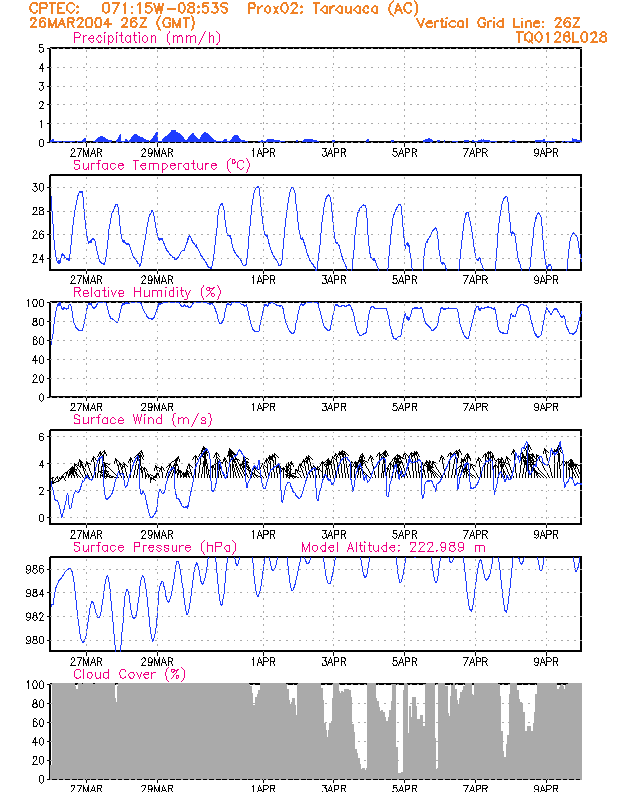 CPTEC: 071:15W-08:53S Prox02: Tarauaca (AC)
26MAR2004 26Z (GMT) Vertical Grid Line: 26Z
Precipitation (mm/h) TQ0126L028
5
4
3
2
1
0
27MAR 29MAR 1APR 3APR 5APR 7APR 9APR
Surface Temperature (°C)
30
28
26
24
27MAR 29MAR 1APR 3APR 5APR 7APR 9APR
Relative Humidity (%)
100
80
60
40
20
0
27MAR 29MAR 1APR 3APR 5APR 7APR 9APR
Surface Wind (m/s)
6
4
2
0
27MAR 29MAR 1APR 3APR 5APR 7APR 9APR
Surface Pressure (hPa) Model Altitude: 222.989 m
986
984
982
980
27MAR 29MAR 1APR 3APR 5APR 7APR 9APR
Cloud Cover (%)
100
80
60
40
20
0
27MAR 29MAR 1APR 3APR 5APR 7APR 9APR